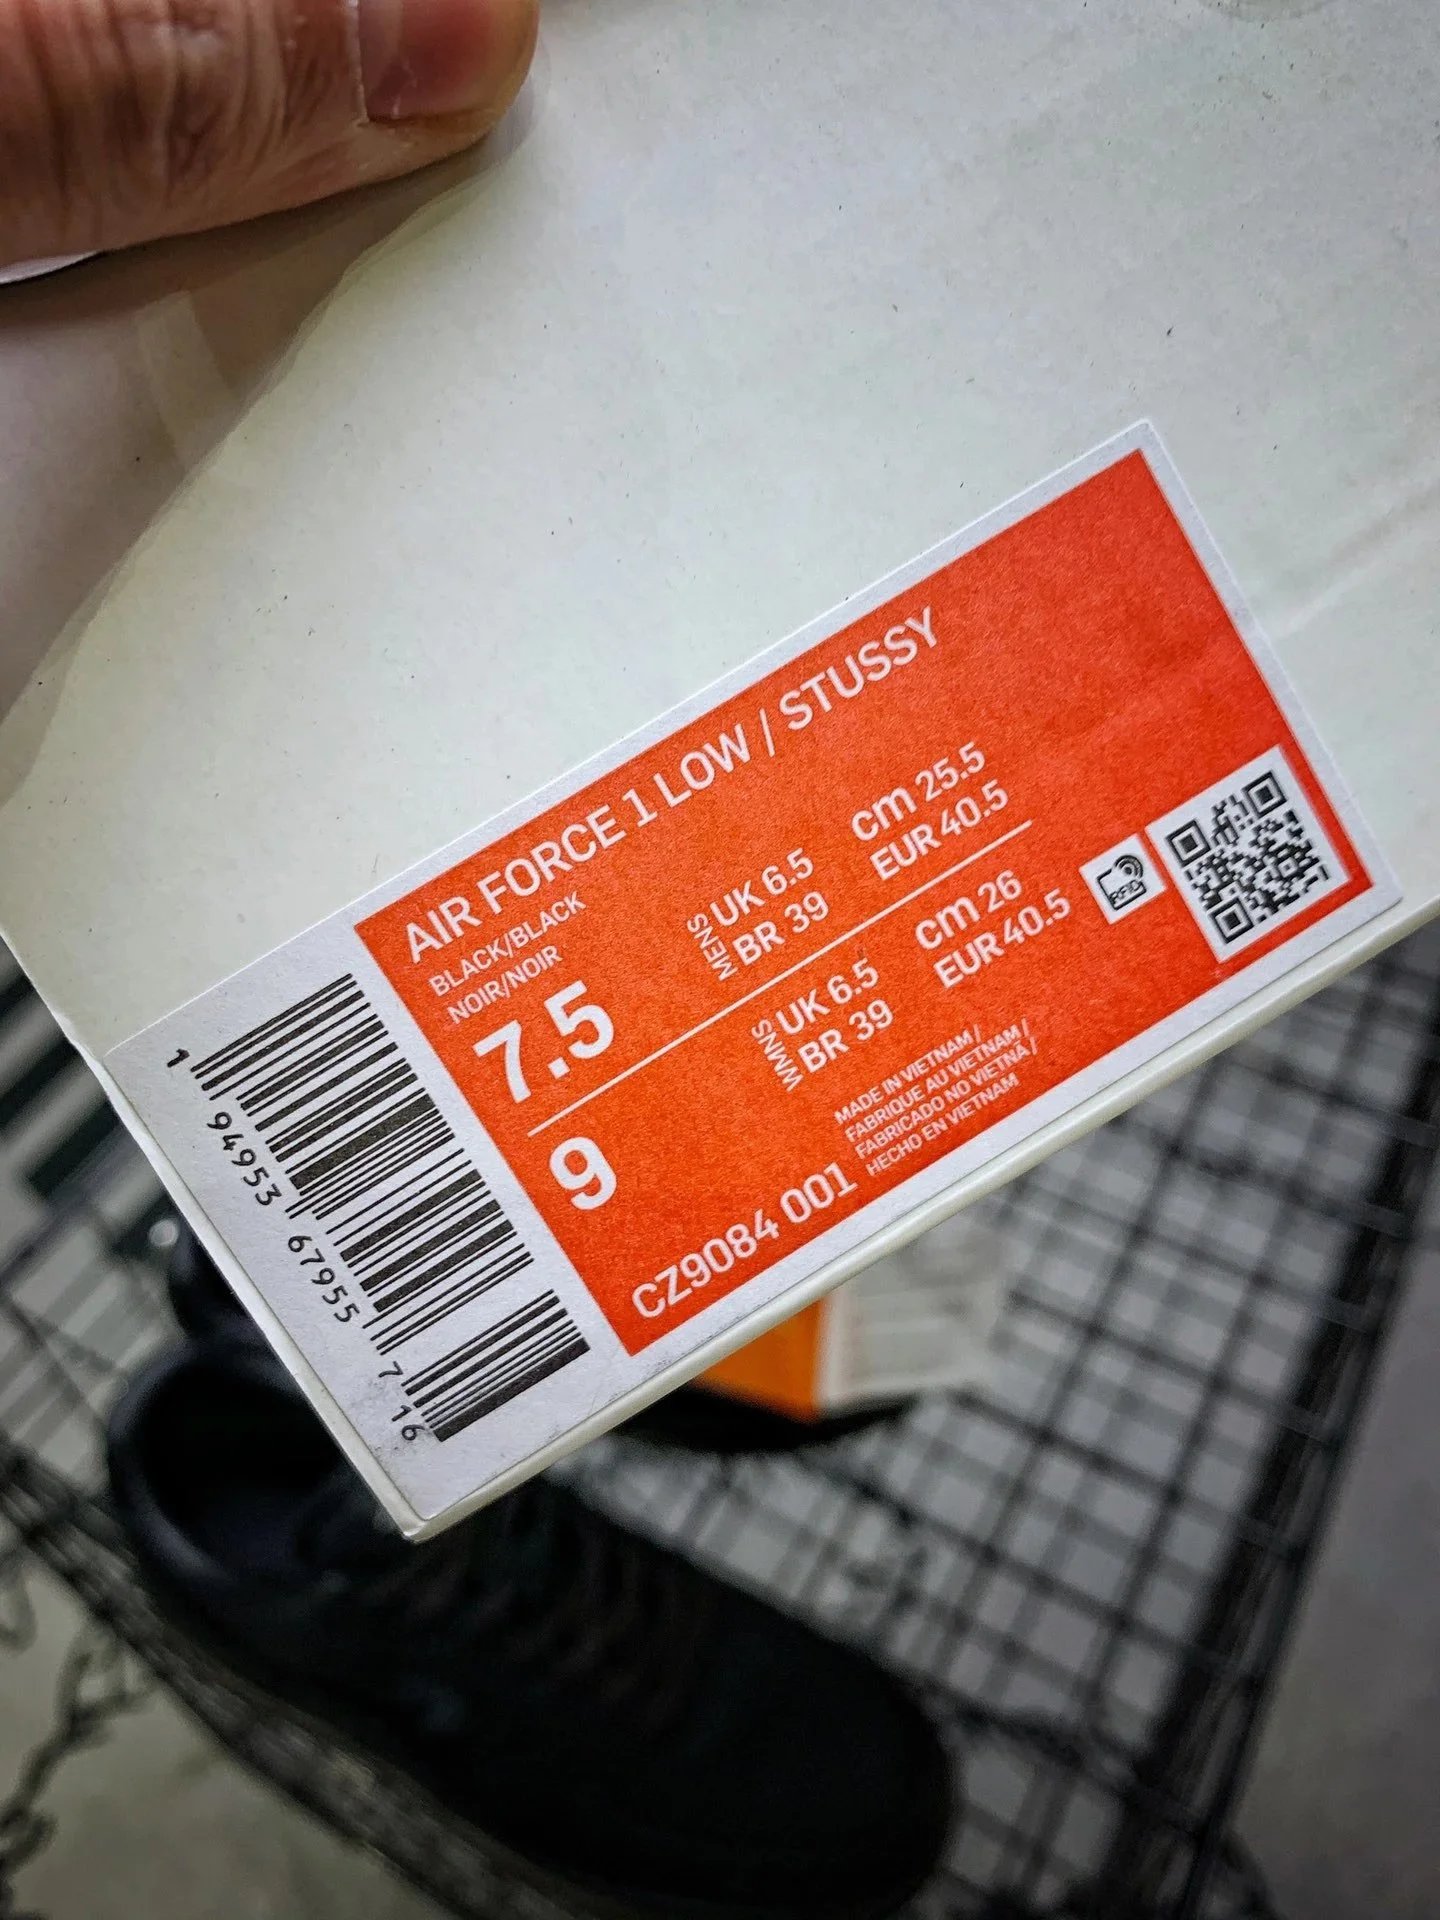 AIR FORCE 1 LOW / STUSSY
BLACK/BLACK
NOIR/NOIR
7.5
MENS
UK 6.5
BR 39
cm 25.5
EUR 40.5
9
WMNS
UK 6.5
BR 39
cm 26
EUR 40.5
RFID
CZ9084 001
MADE IN VIETNAM /
FABRIQUE AU VIETNAM /
FABRICADO NO VIETNÃ /
HECHO EN VIETNAM
1 94953 67955 7 16